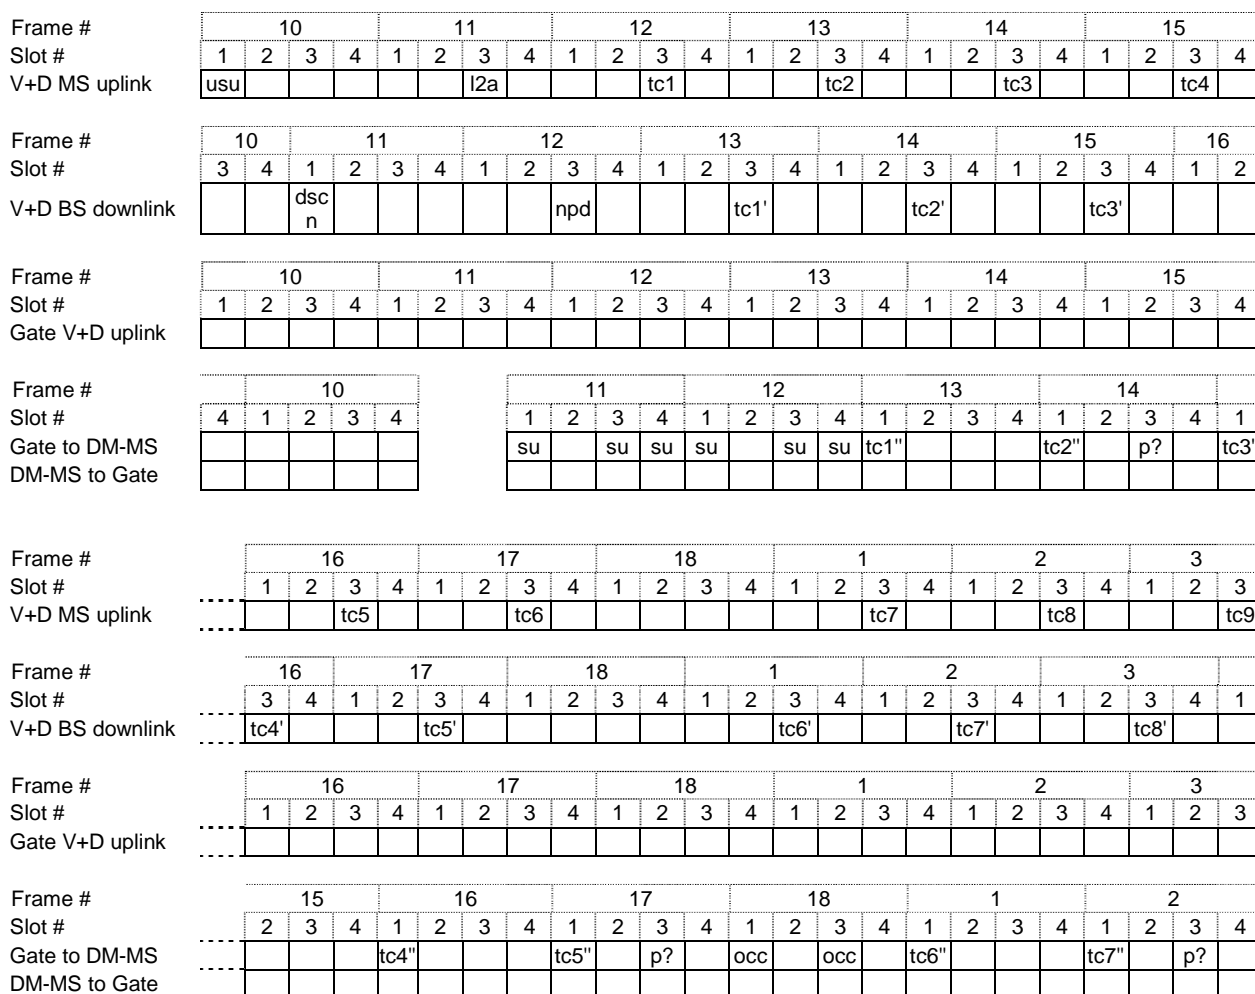 Frame # 10 11 12 13 14 15
Slot # 1 2 3 4 1 2 3 4 1 2 3 4 1 2 3 4 1 2 3 4 1 2 3 4
V+D MS uplink usu l2a tc1 tc2 tc3 tc4
Frame # 10 11 12 13 14 15 16
Slot # 3 4 1 2 3 4 1 2 3 4 1 2 3 4 1 2 3 4 1 2 3 4 1 2
V+D BS downlink dsc n npd tc1' tc2' tc3'
Frame # 10 11 12 13 14 15
Slot # 1 2 3 4 1 2 3 4 1 2 3 4 1 2 3 4 1 2 3 4 1 2 3 4
Gate V+D uplink
Frame # 10 11 12 13 14
Slot # 4 1 2 3 4 1 2 3 4 1 2 3 4 1 2 3 4 1 2 3 4 1
Gate to DM-MS su su su su su su tc1" tc2" p? tc3'
DM-MS to Gate
Frame # 16 17 18 1 2 3
Slot # 1 2 3 4 1 2 3 4 1 2 3 4 1 2 3 4 1 2 3 4 1 2 3
V+D MS uplink tc5 tc6 tc7 tc8 tc9
Frame # 16 17 18 1 2 3
Slot # 3 4 1 2 3 4 1 2 3 4 1 2 3 4 1 2 3 4 1 2 3 4 1
V+D BS downlink tc4' tc5' tc6' tc7' tc8'
Frame # 16 17 18 1 2 3
Slot # 1 2 3 4 1 2 3 4 1 2 3 4 1 2 3 4 1 2 3 4 1 2 3
Gate V+D uplink
Frame # 15 16 17 18 1 2
Slot # 2 3 4 1 2 3 4 1 2 3 4 1 2 3 4 1 2 3 4 1 2 3 4
Gate to DM-MS tc4" tc5" p? occ occ tc6" tc7" p?
DM-MS to Gate